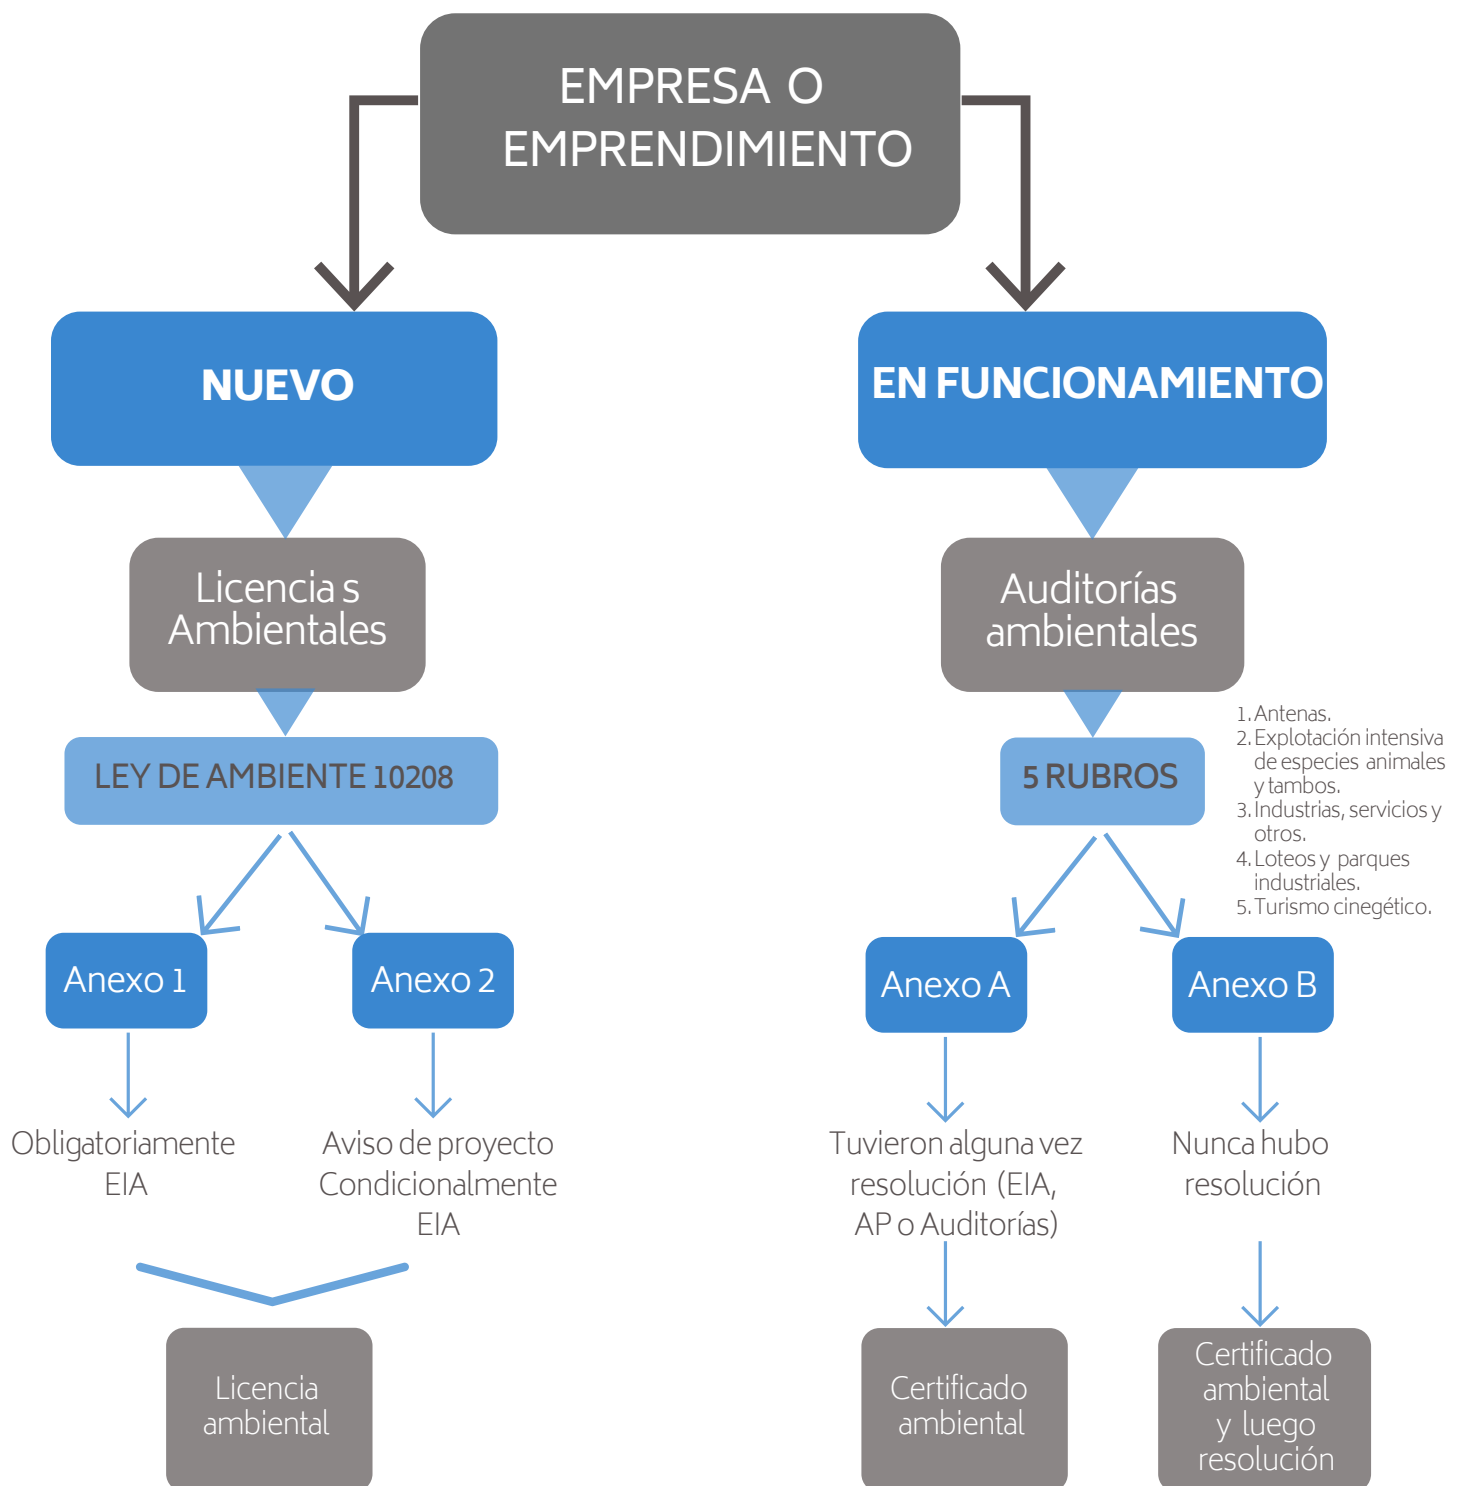 EMPRESA O
EMPRENDIMIENTO
NUEVO
Licencia s
Ambientales
LEY DE AMBIENTE 10208
Anexo 1
Anexo 2
Obligatoriamente
EIA
Aviso de proyecto
Condicionalmente
EIA
Licencia
ambiental
EN FUNCIONAMIENTO
Auditorías
ambientales
5 RUBROS
1. Antenas.
2. Explotación intensiva
de especies animales
y tambos.
3. Industrias, servicios y
otros.
4. Loteos y parques
industriales.
5. Turismo cinegético.
Anexo A
Anexo B
Tuvieron alguna vez
resolución (EIA,
AP o Auditorías)
Nunca hubo
resolución
Certificado
ambiental
Certificado
ambiental
y luego
resolución